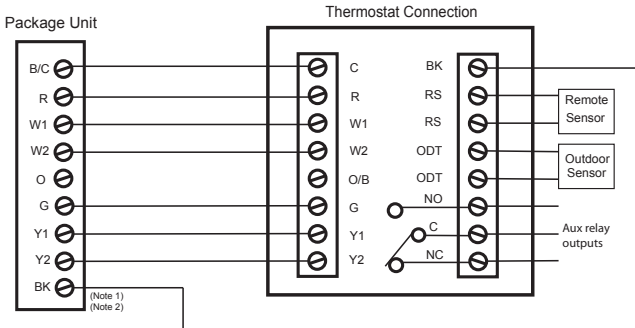 Thermostat Connection
Package Unit
B/C
R
W1
W2
O
G
Y1
Y2
BK
(Note 1)
(Note 2)
C
R
W1
W2
O/B
G
Y1
Y2
BK
RS
RS
ODT
ODT
NO
C
NC
Remote
Sensor
Outdoor
Sensor
Aux relay
outputs